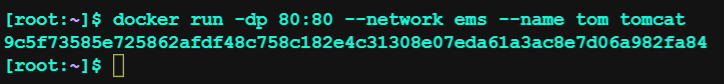 [root:~]$ docker run -dp 80:80 --network ems --name tom tomcat
9c5f73585e725862afdf48c758c182e4c31308e07eda61a3ac8e7d06a982fa84
[root:~]$